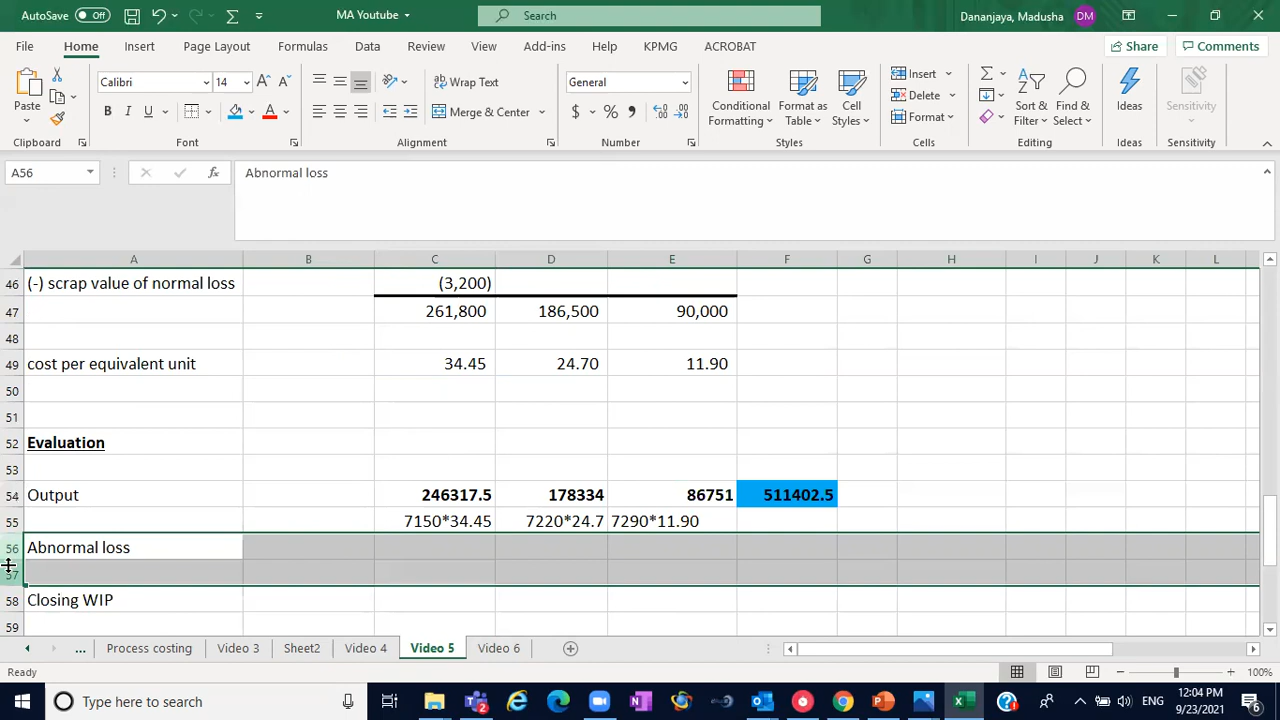 AutoSave Off MA Youtube Search Dananjaya, Madusha DM
File Home Insert Page Layout Formulas Data Review View Add-ins Help KPMG ACROBAT Share Comments
Paste Calibri 14 Wrap Text General Conditional Formatting Format as Table Cell Styles Insert Sort & Filter Find & Select Ideas Sensitivity
B I U Merge & Center $ % Delete
Format
Clipboard Font Alignment Number Styles Cells Editing Ideas Sensitivity
A56 fx Abnormal loss
A B C D E F G H I J K L
46 (-) scrap value of normal loss (3,200)
47 261,800 186,500 90,000
48
49 cost per equivalent unit 34.45 24.70 11.90
50
51
52 Evaluation
53
54 Output 246317.5 178334 86751 511402.5
55 7150*34.45 7220*24.7 7290*11.90
56 Abnormal loss
57
58 Closing WIP
59
... Process costing Video 3 Sheet2 Video 4 Video 5 Video 6
Ready 100%
Type here to search ENG 12:04 PM 9/23/2021 6